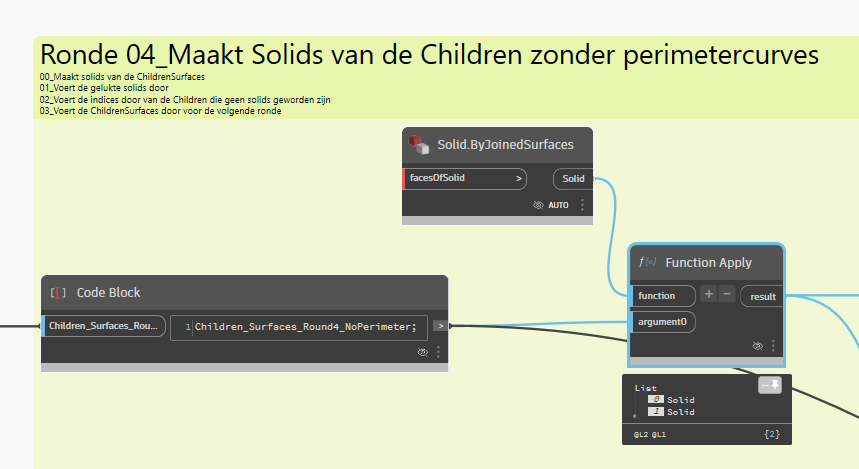 Ronde 04_Maakt Solids van de Children zonder perimetercurves
00_Maakt solids van de ChildrenSurfaces
01_Voert de gelukte solids door
02_Voert de indices door van de Children die geen solids geworden zijn
03_Voert de ChildrenSurfaces door voor de volgende ronde
Solid.ByJoinedSurfaces
facesOfSolid > Solid
AUTO
ƒ(x) Function Apply
function + − result
argument0
Code Block
Children_Surfaces_Rou... 1 Children_Surfaces_Round4_NoPerimeter; >
List
0 Solid
1 Solid
@L2 @L1 {2}